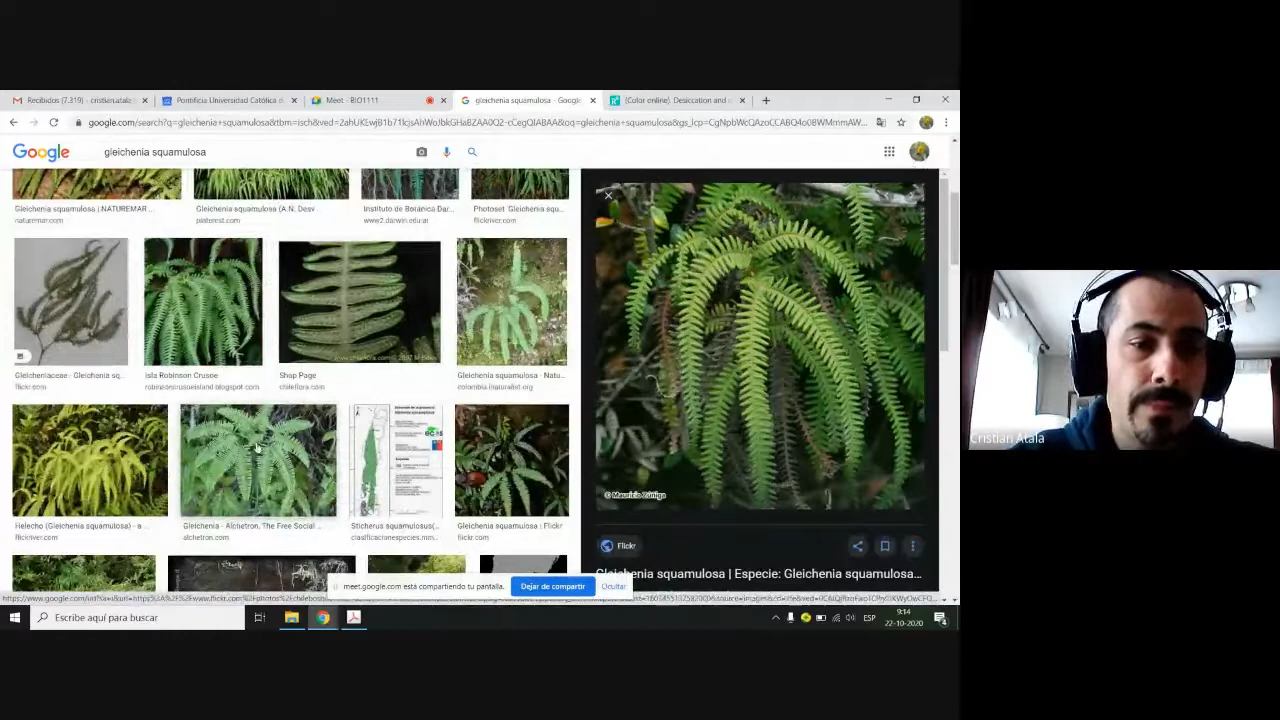 Recibidos (7.319) - cristian.atala
Pontificia Universidad Católica d
Meet - BIO1111
gleichenia squamulosa - Google
(Color online). Desiccation and
Google
gleichenia squamulosa
Gleichenia squamulosa | NATUREMAR ...
naturemar.com
Gleichenia squamulosa (A.N. Desv
pinterest.com
Instituto de Botánica Dar...
www2.darwin.edu.ar
Photoset 'Gleichenia squ...
flickriver.com
Gleicheniaceae - Gleichenia sq...
flickr.com
Isla Robinson Crusoe
robinsoncrusoeisland.blogspot.com
Shop Page
chileflora.com
Gleichenia squamulosa - Natu...
colombia.inaturalist.org
Helecho (Gleichenia squamulosa) - a ...
flickriver.com
Gleichenia - Alchetron, The Free Social ...
alchetron.com
Sticherus squamulosus(...
clasificacionespecies.mm...
Gleichenia squamulosa | Flickr
flickr.com
Flickr
Gleichenia squamulosa | Especie: Gleichenia squamulosa...
meet.google.com está compartiendo tu pantalla.
Dejar de compartir
Ocultar
Escribe aquí para buscar
ESP
9:14
22-10-2020
Cristian Atala